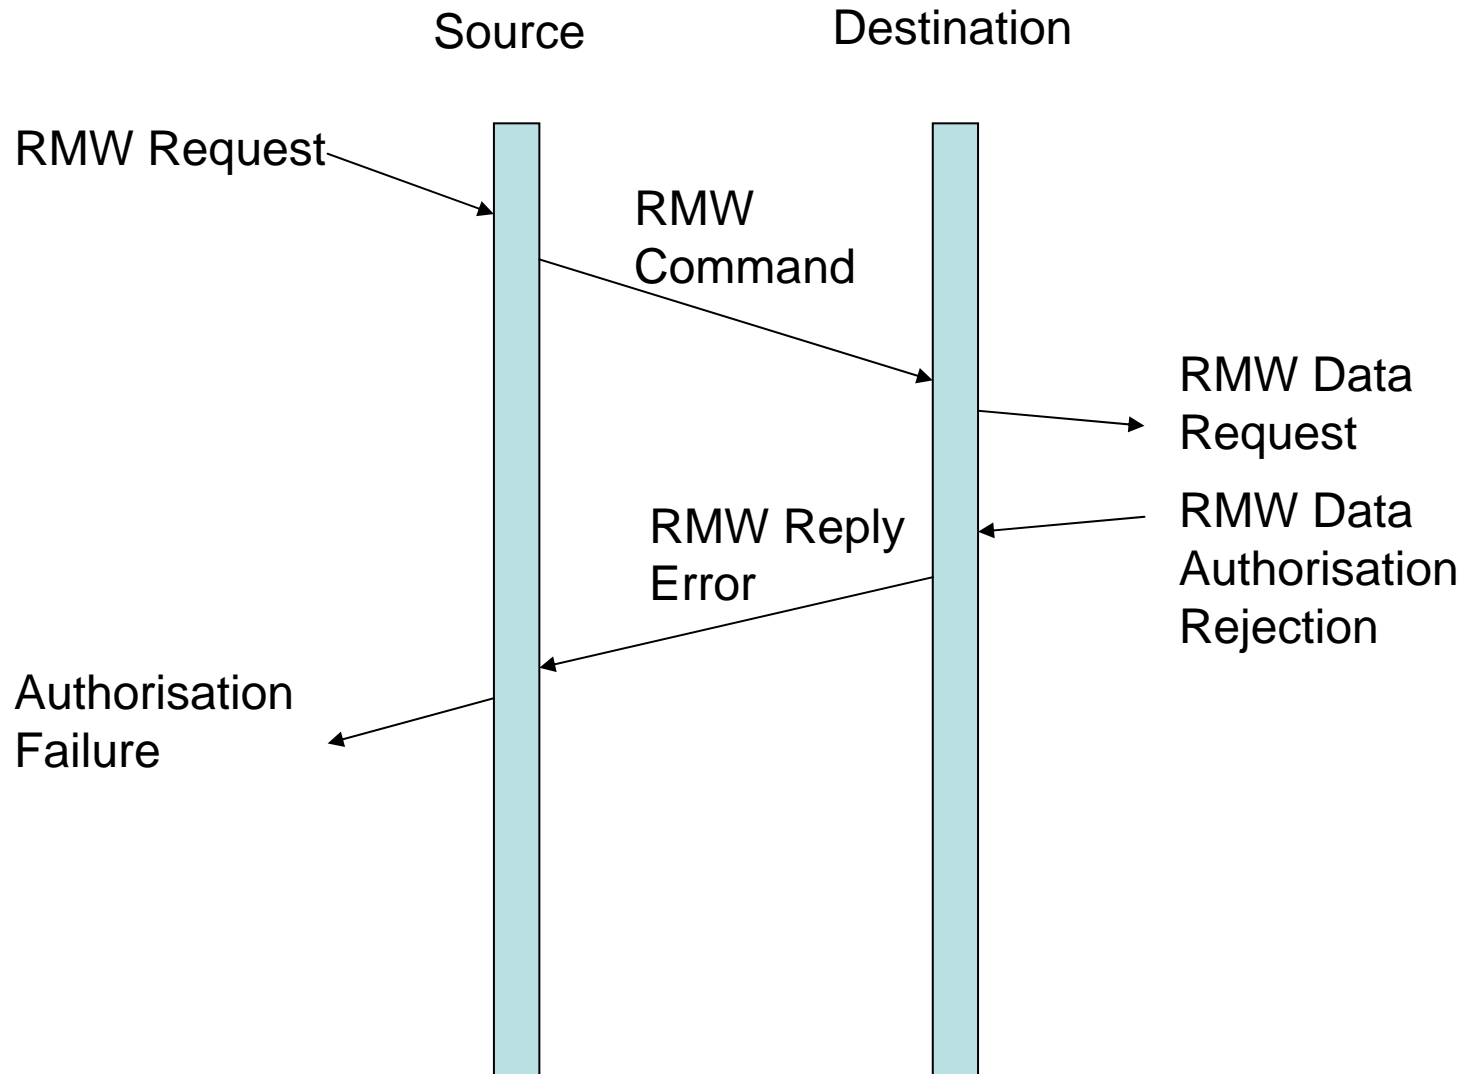 Source
Destination
RMW Request
RMW
Command
RMW Data
Request
RMW Data
Authorisation
Rejection
RMW Reply
Error
Authorisation
Failure